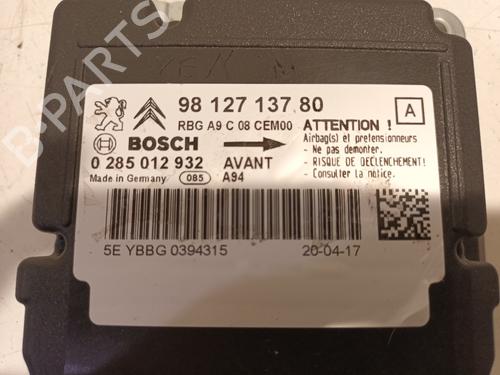 98 127 137 80
A
RBG A9 C 08 CEM00
ATTENTION !
BOSCH
Airbag(s) et pretensionneurs
- Ne pas demonter.
0 285 012 932
AVANT
- RISQUE DE DECLENCHEMENT!
Made in Germany
085
A94
- Consulter la notice.
5E YBBG 0394315
20-04-17